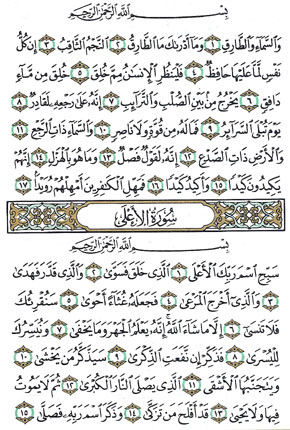 بِسْمِ اللَّهِ الرَّحْمَٰنِ الرَّحِيمِ
وَالسَّمَاءِ وَالطَّارِقِ ١ وَمَا أَدْرَاكَ مَا الطَّارِقُ ٢ النَّجْمُ الثَّاقِبُ ٣ إِن كُلُّ
نَفْسٍ لَّمَّا عَلَيْهَا حَافِظٌ ٤ فَلْيَنظُرِ الْإِنسَانُ مِمَّ خُلِقَ ٥ خُلِقَ مِن مَّاءٍ
دَافِقٍ ٦ يَخْرُجُ مِن بَيْنِ الصُّلْبِ وَالتَّرَائِبِ ٧ إِنَّهُ عَلَىٰ رَجْعِهِ لَقَادِرٌ ٨
يَوْمَ تُبْلَى السَّرَائِرُ ٩ فَمَا لَهُ مِن قُوَّةٍ وَلَا نَاصِرٍ ١٠ وَالسَّمَاءِ ذَاتِ الرَّجْعِ ١١
وَالْأَرْضِ ذَاتِ الصَّدْعِ ١٢ إِنَّهُ لَقَوْلٌ فَصْلٌ ١٣ وَمَا هُوَ بِالْهَزْلِ ١٤ إِنَّهُمْ
يَكِيدُونَ كَيْدًا ١٥ وَأَكِيدُ كَيْدًا ١٦ فَمَهِّلِ الْكَافِرِينَ أَمْهِلْهُمْ رُوَيْدًا ١٧
سُورَةُ الْأَعْلَىٰ
بِسْمِ اللَّهِ الرَّحْمَٰنِ الرَّحِيمِ
سَبِّحِ اسْمَ رَبِّكَ الْأَعْلَى ١ الَّذِي خَلَقَ فَسَوَّىٰ ٢ وَالَّذِي قَدَّرَ فَهَدَىٰ
٣ وَالَّذِي أَخْرَجَ الْمَرْعَىٰ ٤ فَجَعَلَهُ غُثَاءً أَحْوَىٰ ٥ سَنُقْرِئُكَ
فَلَا تَنسَىٰ ٦ إِلَّا مَا شَاءَ اللَّهُ إِنَّهُ يَعْلَمُ الْجَهْرَ وَمَا يَخْفَىٰ ٧ وَنُيَسِّرُكَ
لِلْيُسْرَىٰ ٨ فَذَكِّرْ إِن نَّفَعَتِ الذِّكْرَىٰ ٩ سَيَذَّكَّرُ مَن يَخْشَىٰ ١٠
وَيَتَجَنَّبُهَا الْأَشْقَى ١١ الَّذِي يَصْلَى النَّارَ الْكُبْرَىٰ ١٢ ثُمَّ لَا يَمُوتُ
فِيهَا وَلَا يَحْيَىٰ ١٣ قَدْ أَفْلَحَ مَن تَزَكَّىٰ ١٤ وَذَكَرَ اسْمَ رَبِّهِ فَصَلَّىٰ ١٥